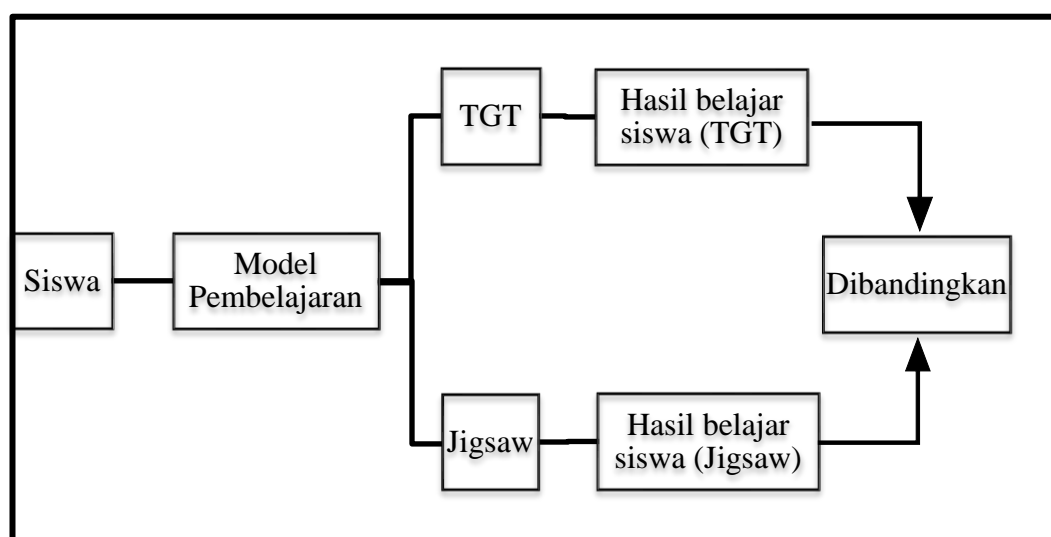 Siswa
Model
Pembelajaran
TGT
Hasil belajar
siswa (TGT)
Jigsaw
Hasil belajar
siswa (Jigsaw)
Dibandingkan